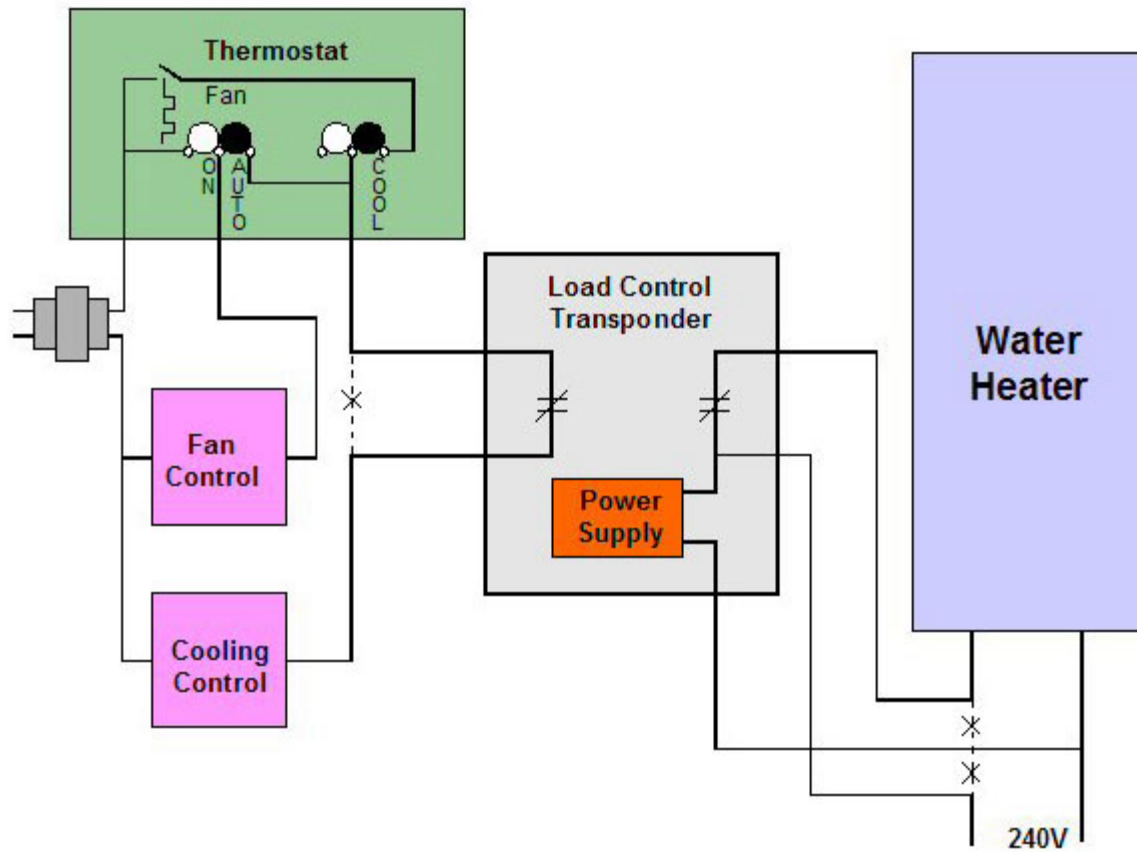 Thermostat
Fan
ON
AUTO
COOL
Load Control
Transponder
Water
Heater
Fan
Control
Power
Supply
Cooling
Control
240V